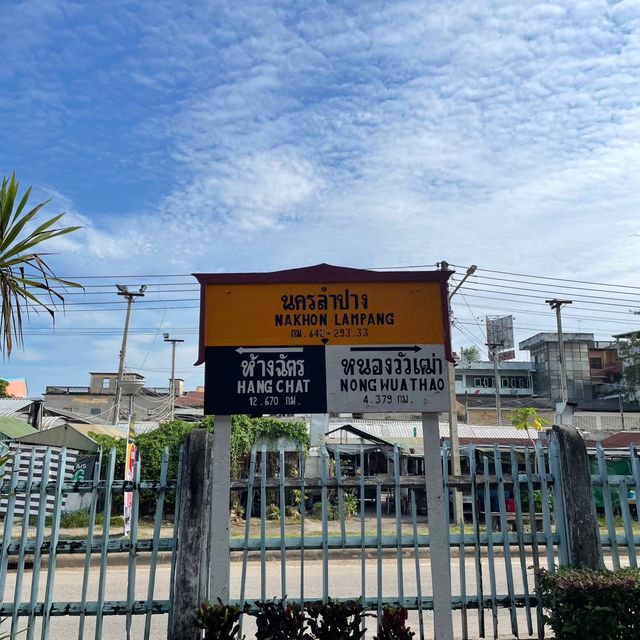 นครลำปาง
NAKHON LAMPANG
กม. 642 • 293.33
ห้างฉัตร
HANG CHAT
12.670 กม.
หนองวัวเฒ่า
NONG WUA THAO
4.379 กม.